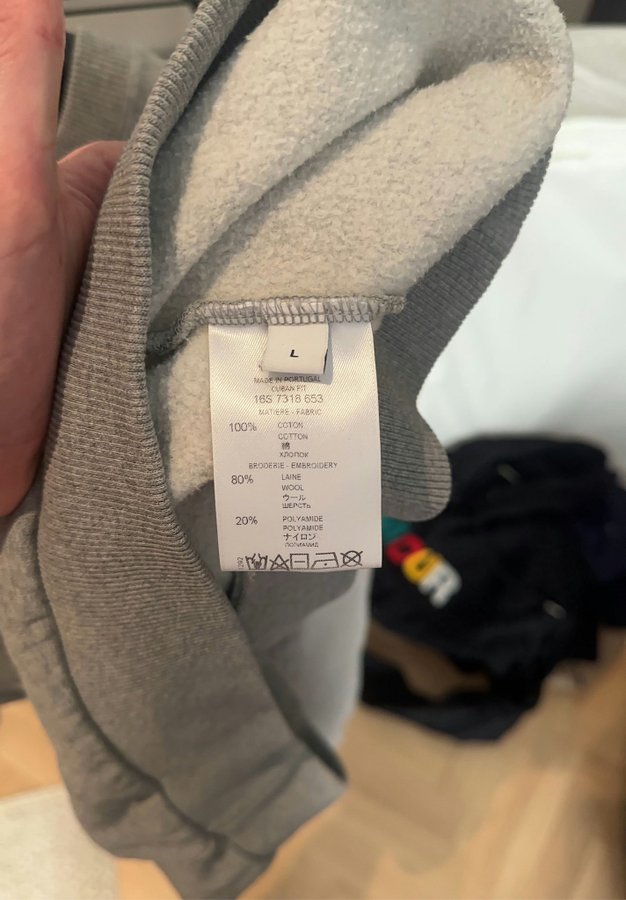 L
MADE IN PORTUGAL
CUBAN FIT
16S 7318 653
MATIERE - FABRIC
100% COTON
COTTON
綿
ХЛОПОК
BRODERIE - EMBROIDERY
80% LAINE
WOOL
ウール
ШЕРСТЬ
20% POLYAMIDE
POLYAMIDE
ナイロン
ПОЛИАМИД